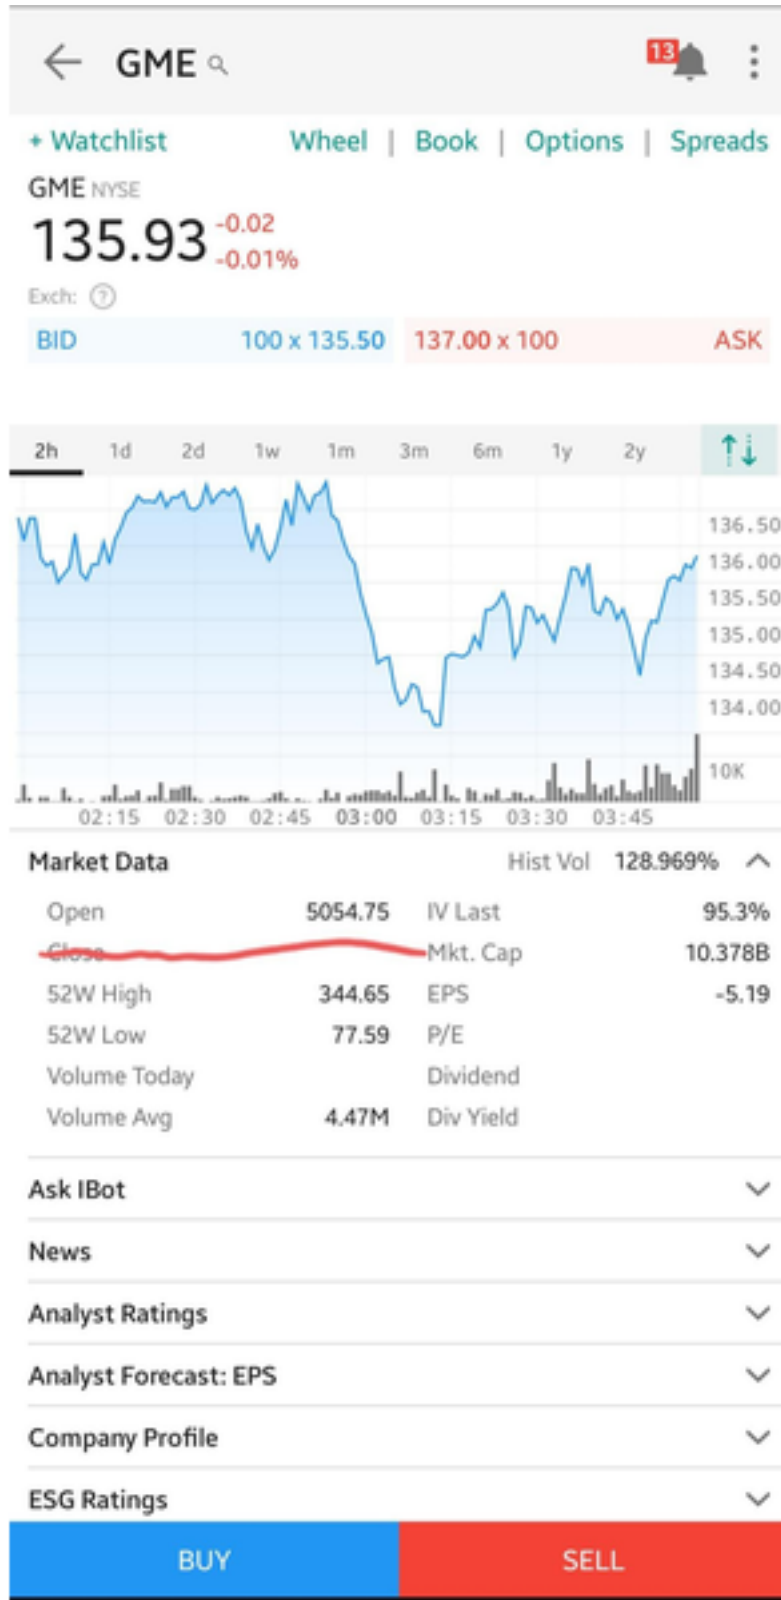 GME
13
+ Watchlist Wheel | Book | Options | Spreads
GME NYSE
135.93 -0.02
-0.01%
Exch: ?
BID 100 x 135.50 137.00 x 100 ASK
2h 1d 2d 1w 1m 3m 6m 1y 2y
136.50
136.00
135.50
135.00
134.50
134.00
10K
02:15 02:30 02:45 03:00 03:15 03:30 03:45
Market Data Hist Vol 128.969%
Open 5054.75 IV Last 95.3%
Close Mkt. Cap 10.378B
52W High 344.65 EPS -5.19
52W Low 77.59 P/E
Volume Today Dividend
Volume Avg 4.47M Div Yield
Ask IBot
News
Analyst Ratings
Analyst Forecast: EPS
Company Profile
ESG Ratings
BUY SELL